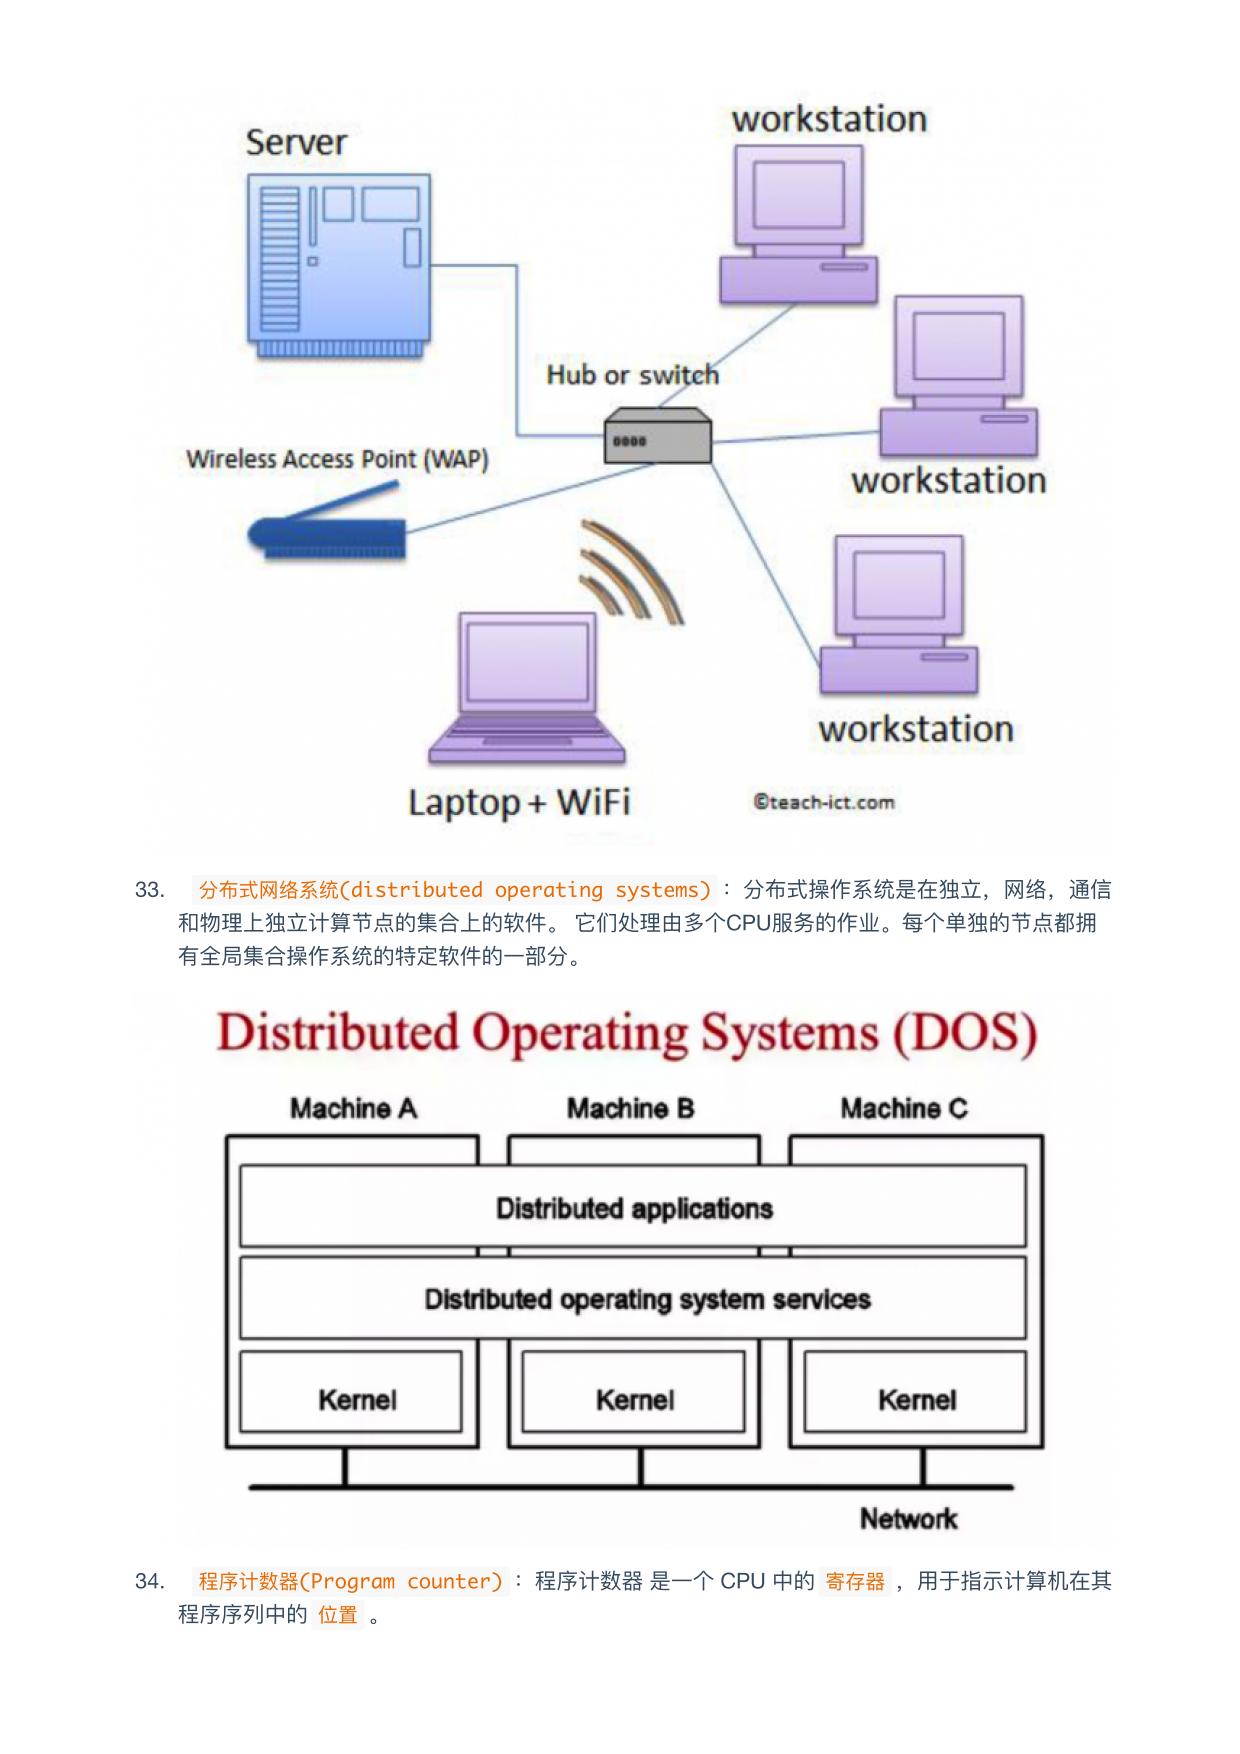 workstation
Server
Hub or switch
Wireless Access Point (WAP)
workstation
workstation
Laptop + WiFi
©teach-ict.com
33. 分布式网络系统(distributed operating systems)：分布式操作系统是在独立，网络，通信
和物理上独立计算节点的集合上的软件。 它们处理由多个CPU服务的作业。每个单独的节点都拥
有全局集合操作系统的特定软件的一部分。
Distributed Operating Systems (DOS)
Machine A Machine B Machine C
Distributed applications
Distributed operating system services
Kernel Kernel Kernel
Network
34. 程序计数器(Program counter)：程序计数器 是一个 CPU 中的 寄存器 ，用于指示计算机在其
程序序列中的 位置 。